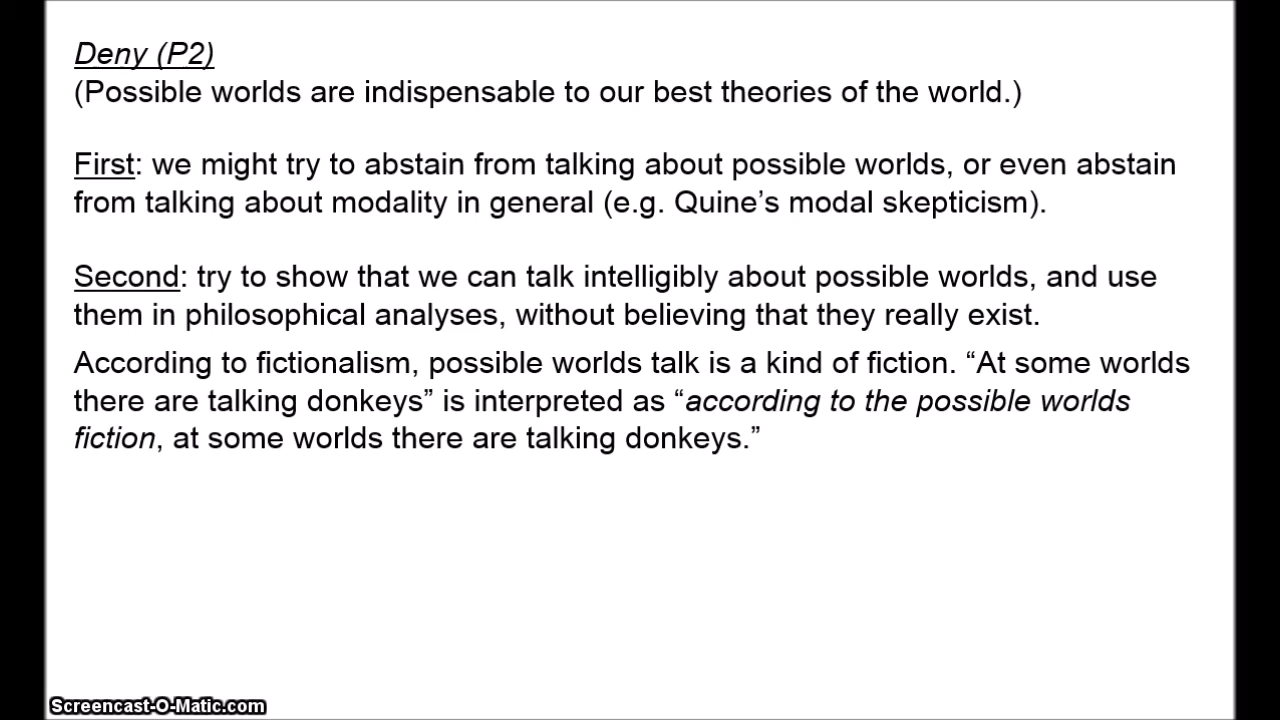 Deny (P2)
(Possible worlds are indispensable to our best theories of the world.)
First: we might try to abstain from talking about possible worlds, or even abstain
from talking about modality in general (e.g. Quine’s modal skepticism).
Second: try to show that we can talk intelligibly about possible worlds, and use
them in philosophical analyses, without believing that they really exist.
According to fictionalism, possible worlds talk is a kind of fiction. “At some worlds
there are talking donkeys” is interpreted as “according to the possible worlds
fiction, at some worlds there are talking donkeys.”
Screencast-O-Matic.com